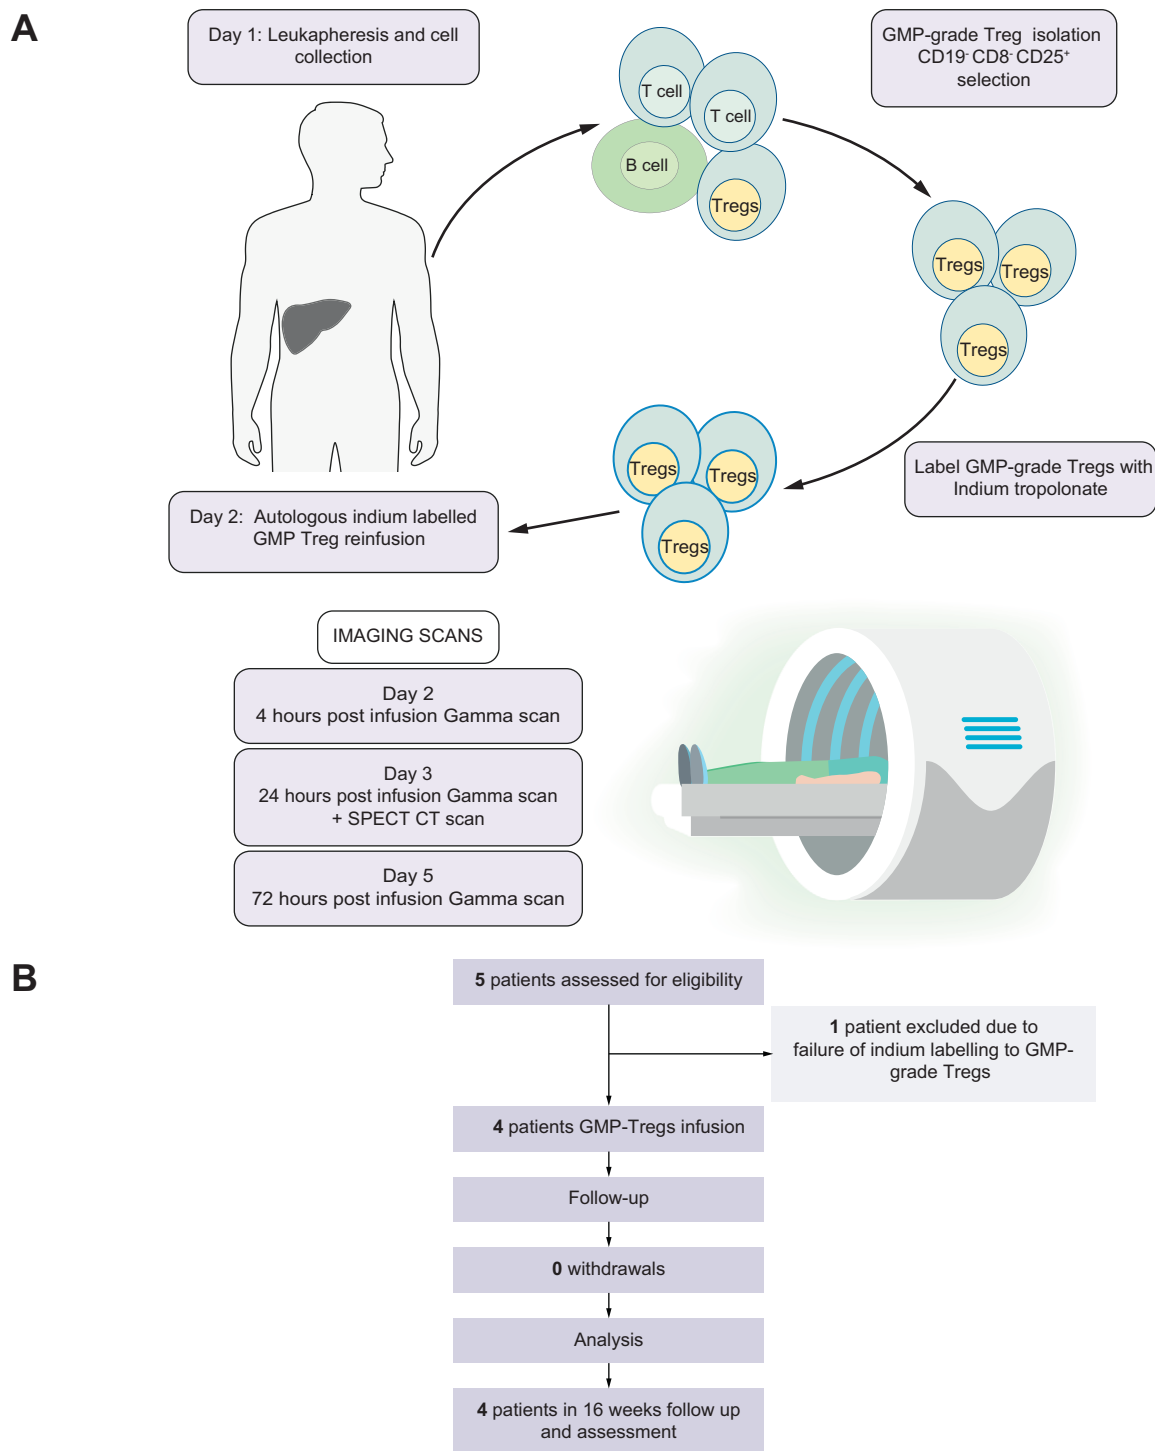 A
Day 1: Leukapheresis and cell
collection
T cell
T cell
B cell
Tregs
GMP-grade Treg isolation
CD19⁻ CD8⁻ CD25⁺
selection
Tregs
Tregs
Tregs
Label GMP-grade Tregs with
Indium tropolonate
Tregs
Tregs
Tregs
Day 2: Autologous indium labelled
GMP Treg reinfusion
IMAGING SCANS
Day 2
4 hours post infusion Gamma scan
Day 3
24 hours post infusion Gamma scan
+ SPECT CT scan
Day 5
72 hours post infusion Gamma scan
B
5 patients assessed for eligibility
1 patient excluded due to
failure of indium labelling to GMP-
grade Tregs
4 patients GMP-Tregs infusion
Follow-up
0 withdrawals
Analysis
4 patients in 16 weeks follow up
and assessment